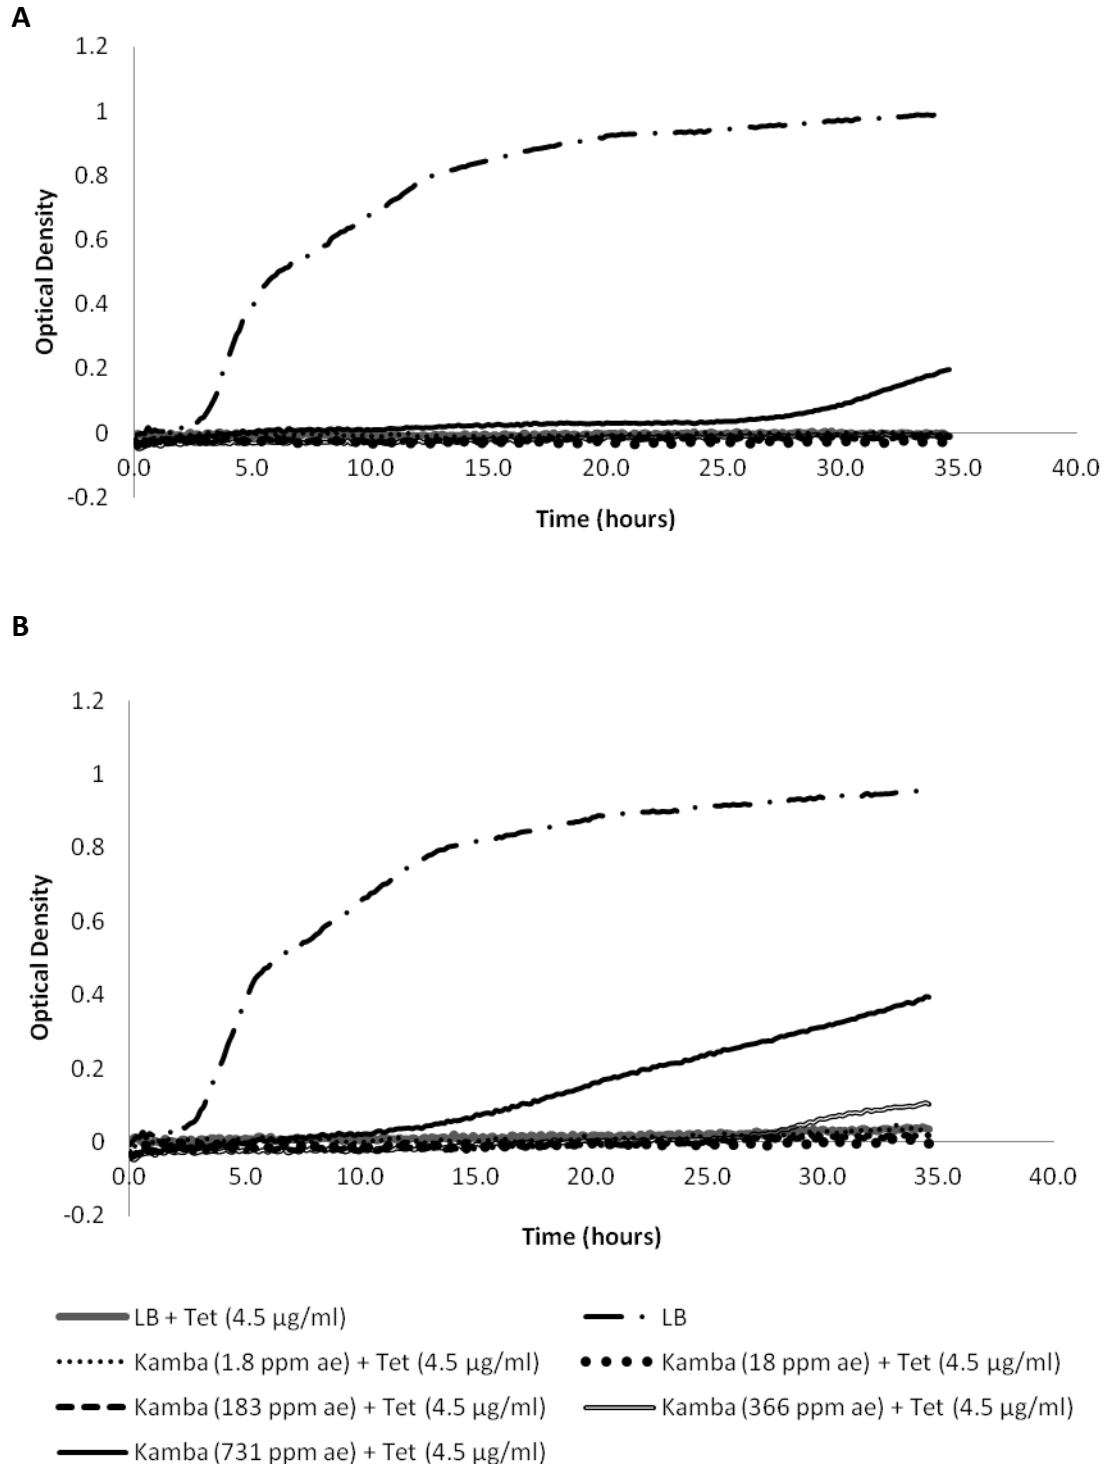 A
1.2
1
0.8
0.6
0.4
0.2
0
-0.2
Optical Density
0.0 5.0 10.0 15.0 20.0 25.0 30.0 35.0 40.0
Time (hours)
B
1.2
1
0.8
0.6
0.4
0.2
0
-0.2
Optical Density
0.0 5.0 10.0 15.0 20.0 25.0 30.0 35.0 40.0
Time (hours)
LB + Tet (4.5 µg/ml) LB
Kamba (1.8 ppm ae) + Tet (4.5 µg/ml) Kamba (18 ppm ae) + Tet (4.5 µg/ml)
Kamba (183 ppm ae) + Tet (4.5 µg/ml) Kamba (366 ppm ae) + Tet (4.5 µg/ml)
Kamba (731 ppm ae) + Tet (4.5 µg/ml)